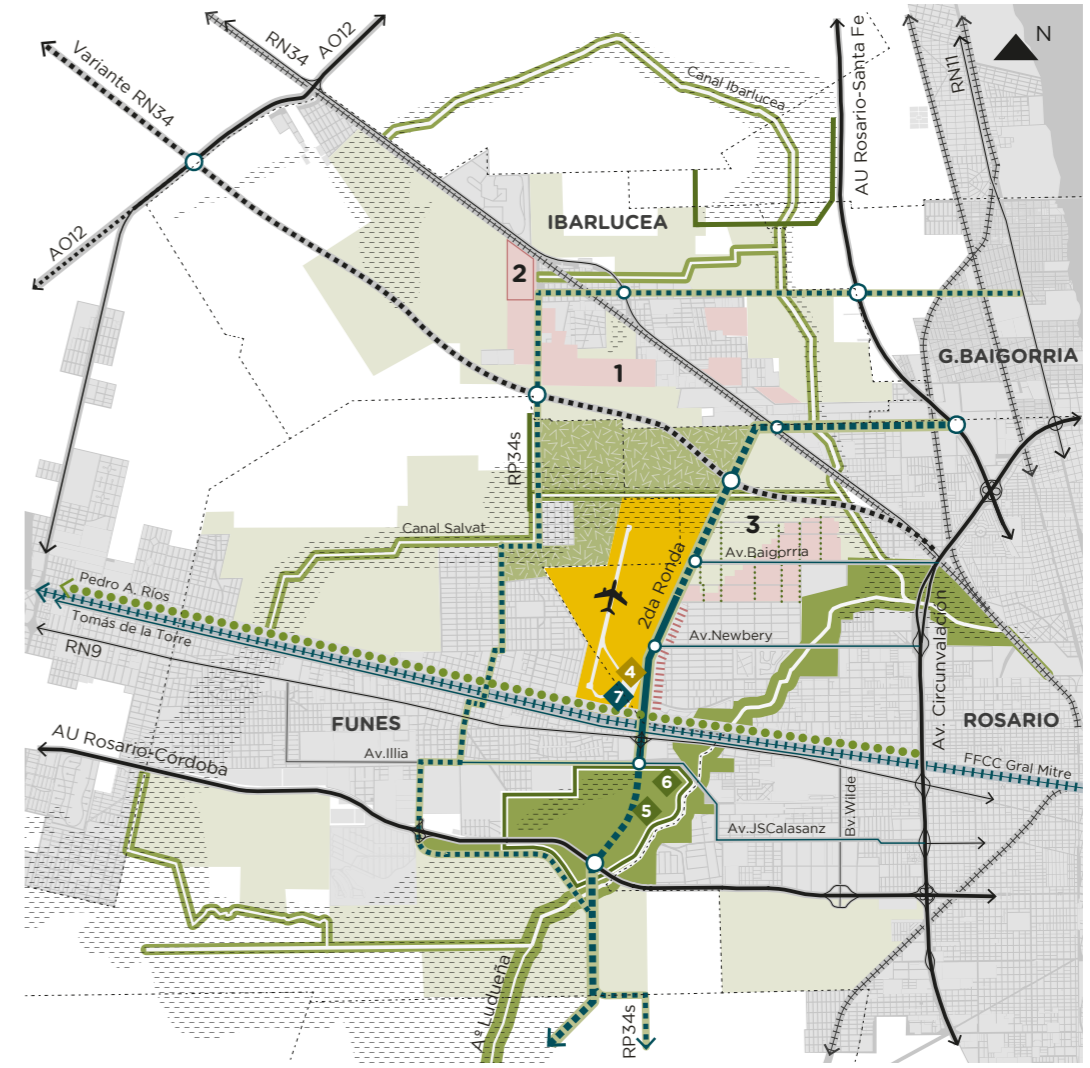 RN34
AO12
Variante RN34
Canal Ibarlucea
AU Rosario-Santa Fe
RN11
N
IBARLUCEA
AO12
2
G.BAIGORRIA
1
RP34s
3
Canal Salvat
Av.Baigorria
2da Ronda
Pedro A. Ríos
Tomás de la Torre
RN9
Av.Newbery
4
7
Av. Circunvalación
FUNES
ROSARIO
AU Rosario-Córdoba
Av.Illia
FFCC Gral Mitre
6
5
Bv.Wilde
Av.JSCalasanz
Aº Ludueña
RP34s